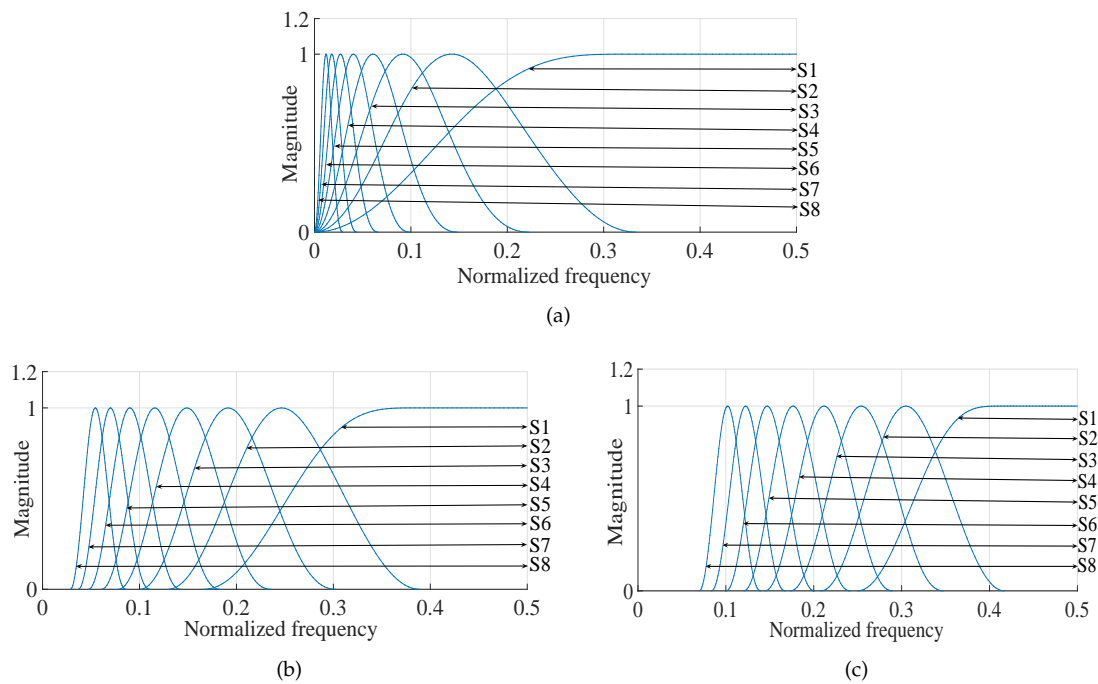 1.2
1
0
Magnitude
S1
S2
S3
S4
S5
S6
S7
S8
0 0.1 0.2 0.3 0.4 0.5
Normalized frequency
(a)
1.2
1
0
Magnitude
S1
S2
S3
S4
S5
S6
S7
S8
0 0.1 0.2 0.3 0.4 0.5
Normalized frequency
(b)
1.2
1
0
Magnitude
S1
S2
S3
S4
S5
S6
S7
S8
0 0.1 0.2 0.3 0.4 0.5
Normalized frequency
(c)